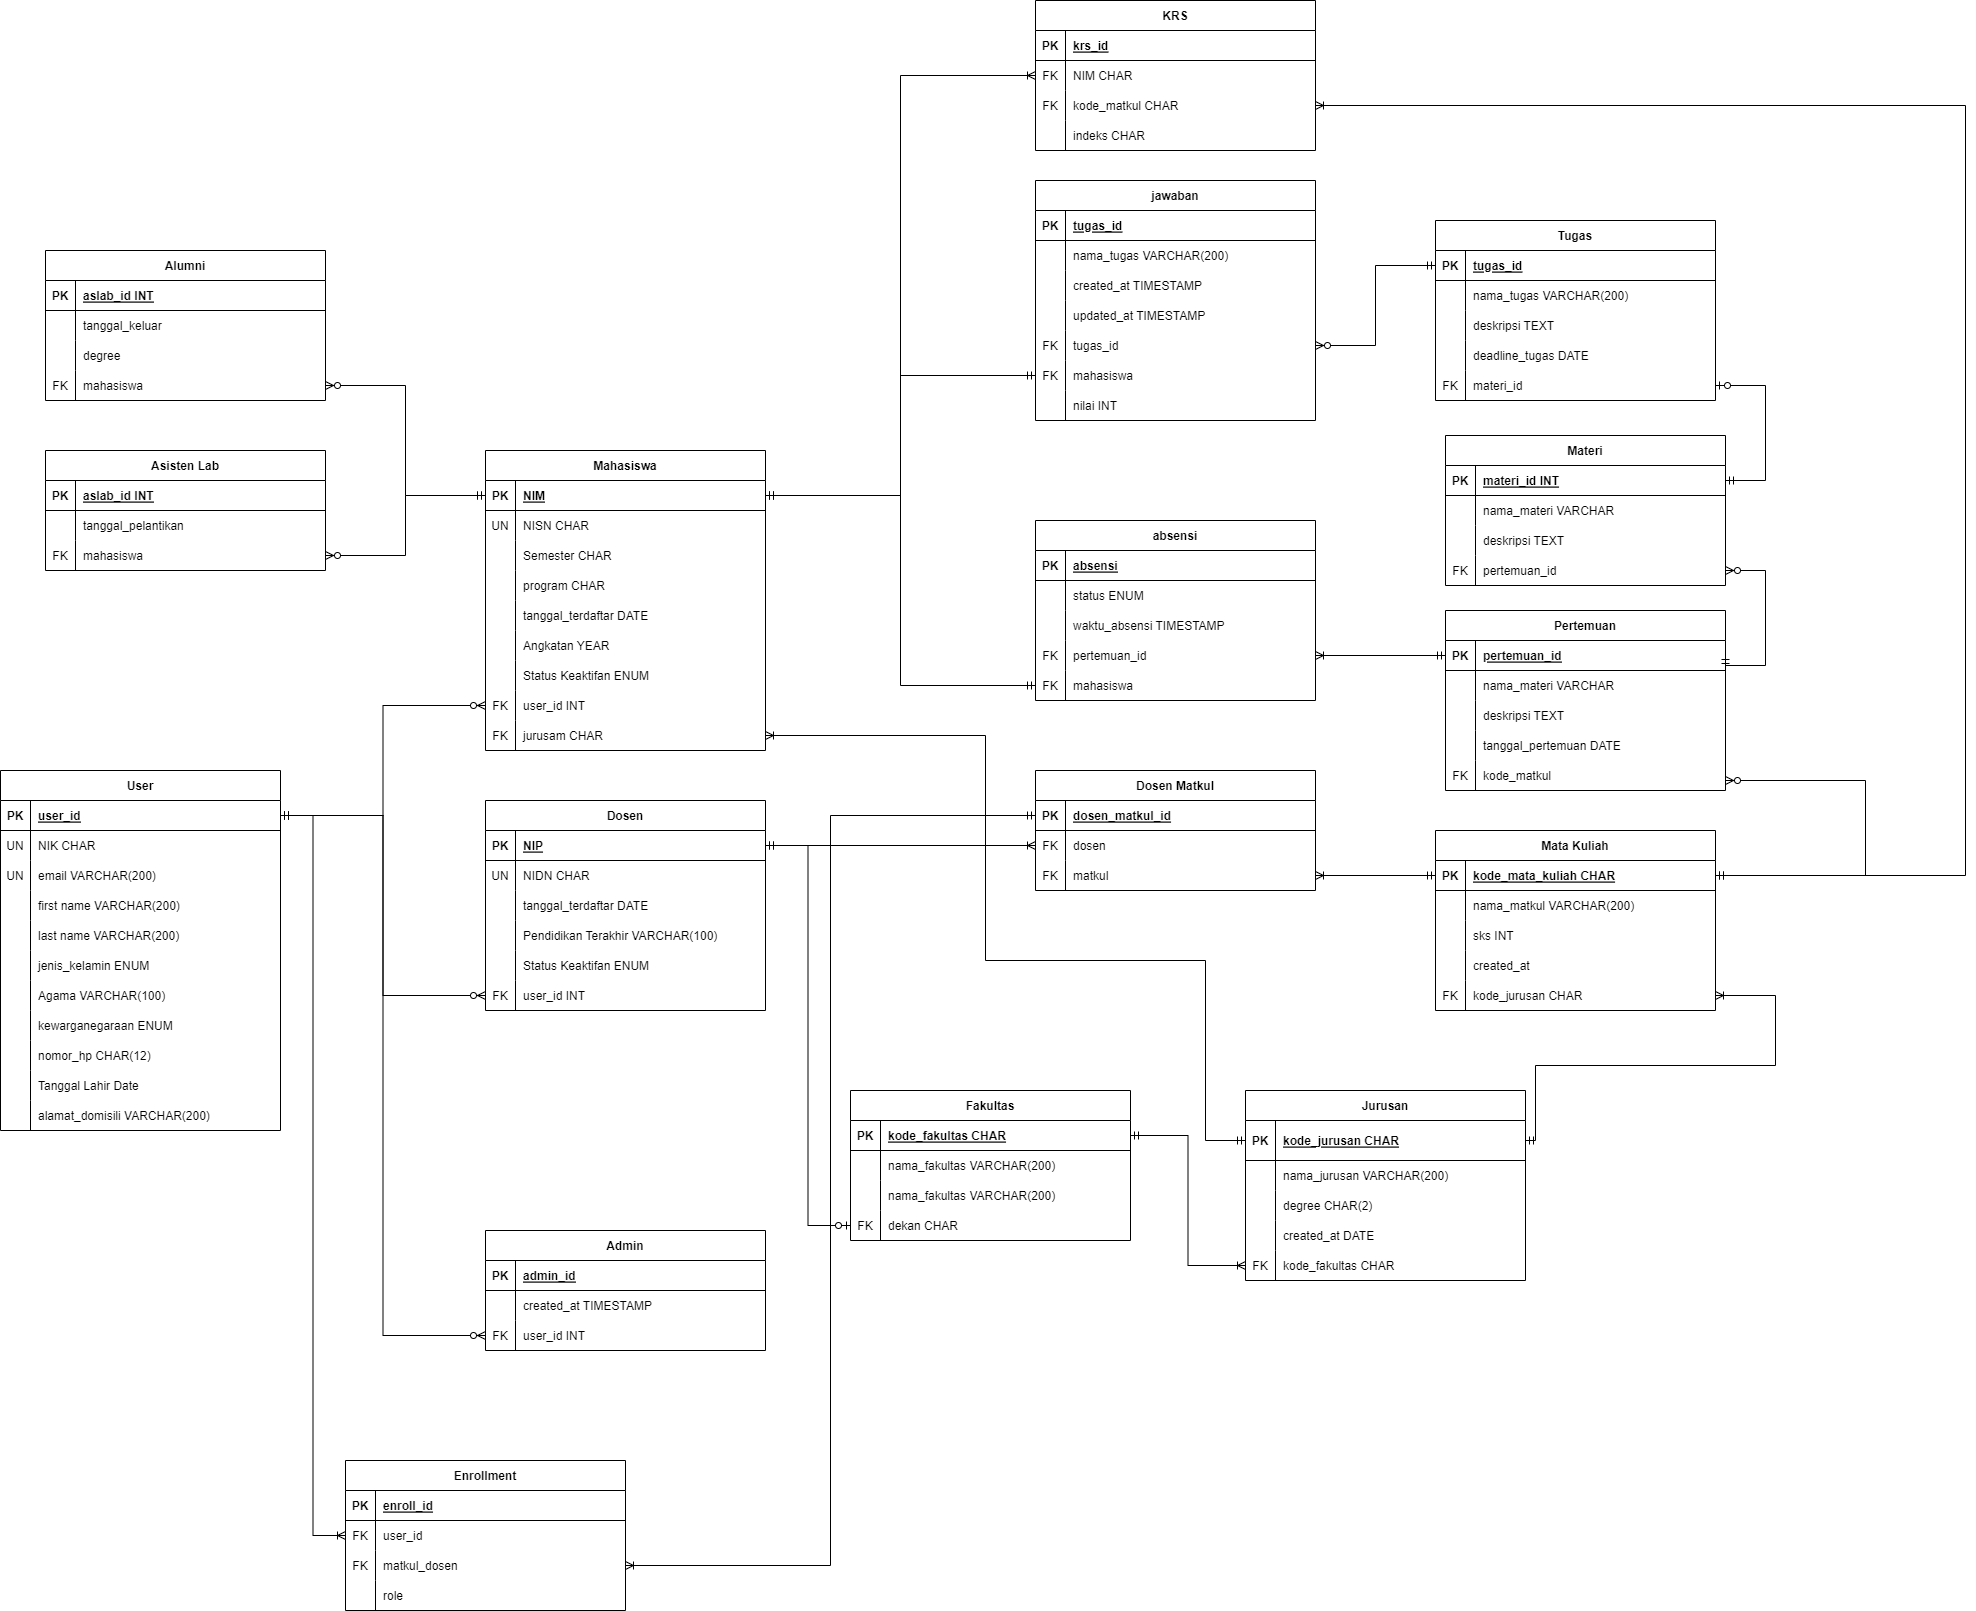 KRS
PK krs_id
FK NIM CHAR
FK kode_matkul CHAR
indeks CHAR
jawaban
PK tugas_id
nama_tugas VARCHAR(200)
created_at TIMESTAMP
updated_at TIMESTAMP
FK tugas_id
FK mahasiswa
nilai INT
Tugas
PK tugas_id
nama_tugas VARCHAR(200)
deskripsi TEXT
deadline_tugas DATE
FK materi_id
Alumni
PK aslab_id INT
tanggal_keluar
degree
FK mahasiswa
Asisten Lab
PK aslab_id INT
tanggal_pelantikan
FK mahasiswa
Mahasiswa
PK NIM
UN NISN CHAR
Semester CHAR
program CHAR
tanggal_terdaftar DATE
Angkatan YEAR
Status Keaktifan ENUM
FK user_id INT
FK jurusam CHAR
absensi
PK absensi
status ENUM
waktu_absensi TIMESTAMP
FK pertemuan_id
FK mahasiswa
Materi
PK materi_id INT
nama_materi VARCHAR
deskripsi TEXT
FK pertemuan_id
Pertemuan
PK pertemuan_id
nama_materi VARCHAR
deskripsi TEXT
tanggal_pertemuan DATE
FK kode_matkul
User
PK user_id
UN NIK CHAR
UN email VARCHAR(200)
first name VARCHAR(200)
last name VARCHAR(200)
jenis_kelamin ENUM
Agama VARCHAR(100)
kewarganegaraan ENUM
nomor_hp CHAR(12)
Tanggal Lahir Date
alamat_domisili VARCHAR(200)
Dosen
PK NIP
UN NIDN CHAR
tanggal_terdaftar DATE
Pendidikan Terakhir VARCHAR(100)
Status Keaktifan ENUM
FK user_id INT
Dosen Matkul
PK dosen_matkul_id
FK dosen
FK matkul
Mata Kuliah
PK kode_mata_kuliah CHAR
nama_matkul VARCHAR(200)
sks INT
created_at
FK kode_jurusan CHAR
Fakultas
PK kode_fakultas CHAR
nama_fakultas VARCHAR(200)
nama_fakultas VARCHAR(200)
FK dekan CHAR
Jurusan
PK kode_jurusan CHAR
nama_jurusan VARCHAR(200)
degree CHAR(2)
created_at DATE
FK kode_fakultas CHAR
Admin
PK admin_id
created_at TIMESTAMP
FK user_id INT
Enrollment
PK enroll_id
FK user_id
FK matkul_dosen
role